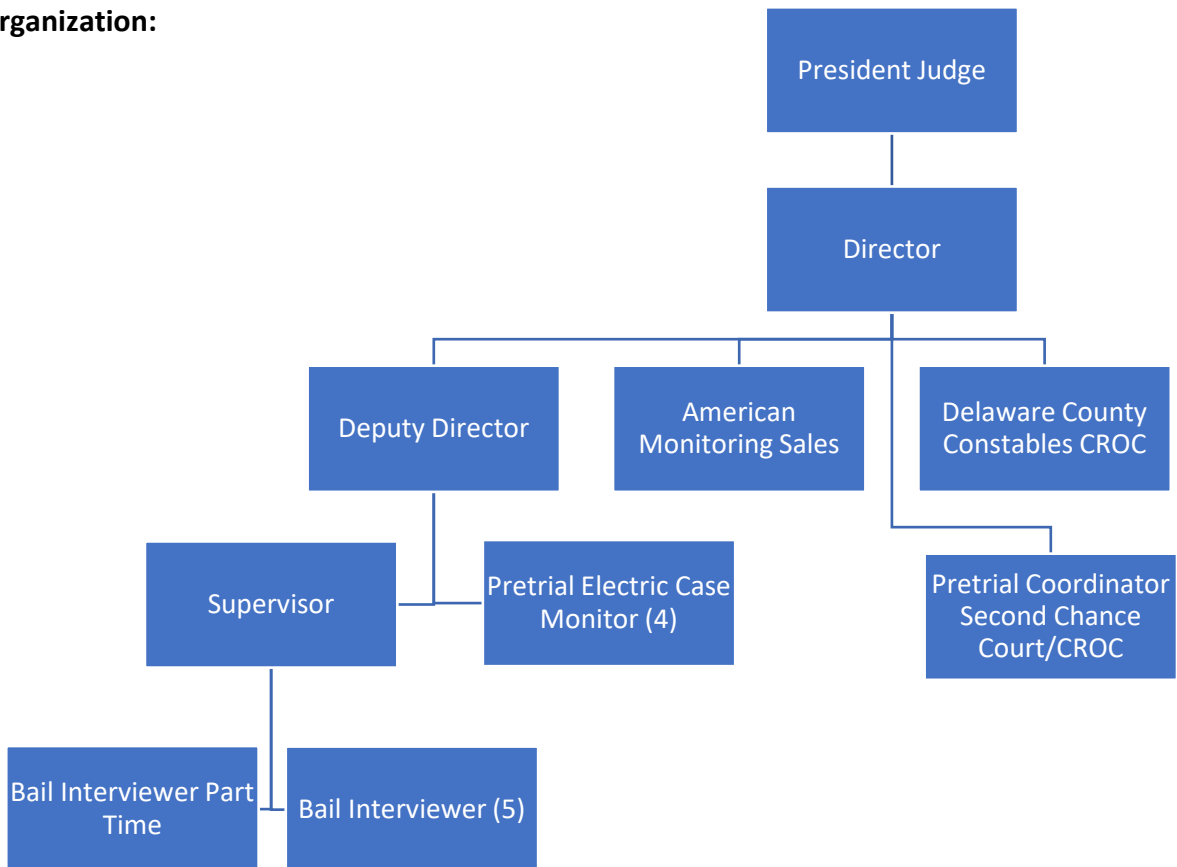 rganization:
President Judge
Director
Deputy Director
American
Monitoring Sales
Delaware County
Constables CROC
Supervisor
Pretrial Electric Case
Monitor (4)
Pretrial Coordinator
Second Chance
Court/CROC
Bail Interviewer Part
Time
Bail Interviewer (5)